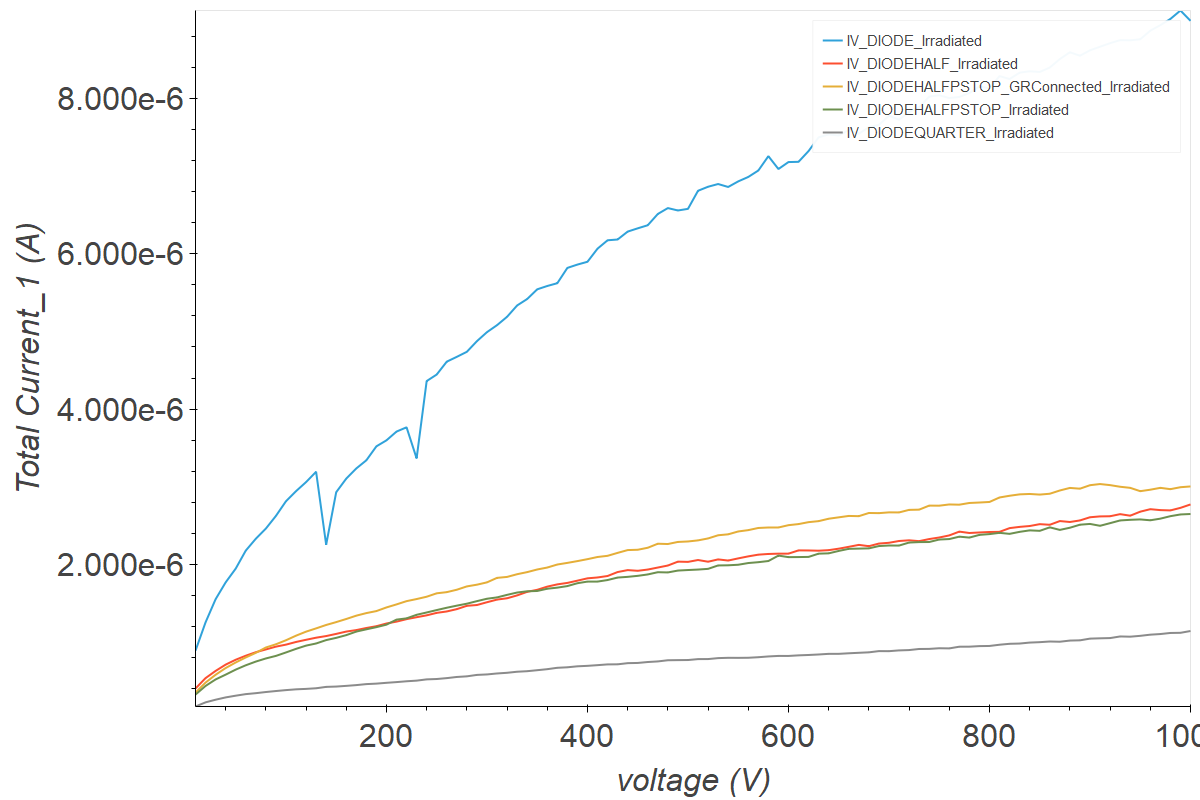 IV_DIODE_Irradiated
IV_DIODEHALF_Irradiated
IV_DIODEHALFPSTOP_GRConnected_Irradiated
IV_DIODEHALFPSTOP_Irradiated
IV_DIODEQUARTER_Irradiated
8.000e-6
6.000e-6
4.000e-6
2.000e-6
Total Current_1 (A)
200 400 600 800 100
voltage (V)